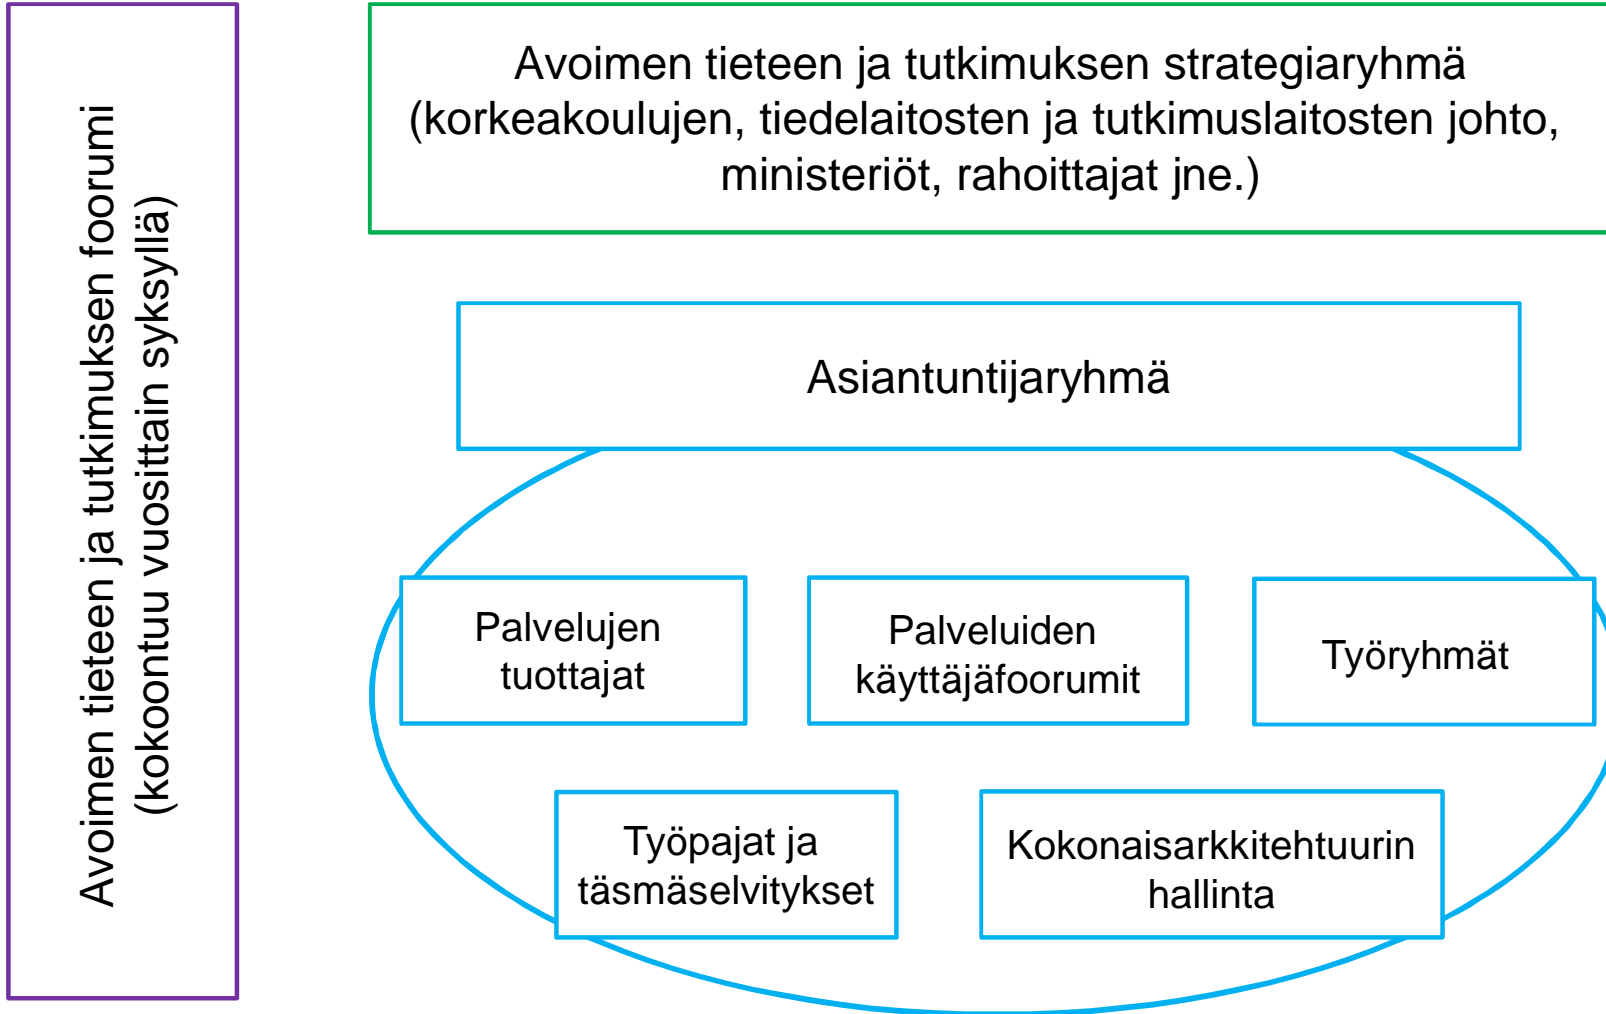 Avoimen tieteen ja tutkimuksen foorumi
(kokoontuu vuosittain syksyllä)
Avoimen tieteen ja tutkimuksen strategiaryhmä
(korkeakoulujen, tiedelaitosten ja tutkimuslaitosten johto,
ministeriöt, rahoittajat jne.)
Asiantuntijaryhmä
Palvelujen
tuottajat
Palveluiden
käyttäjäfoorumit
Työryhmät
Työpajat ja
täsmäselvitykset
Kokonaisarkkitehtuurin
hallinta